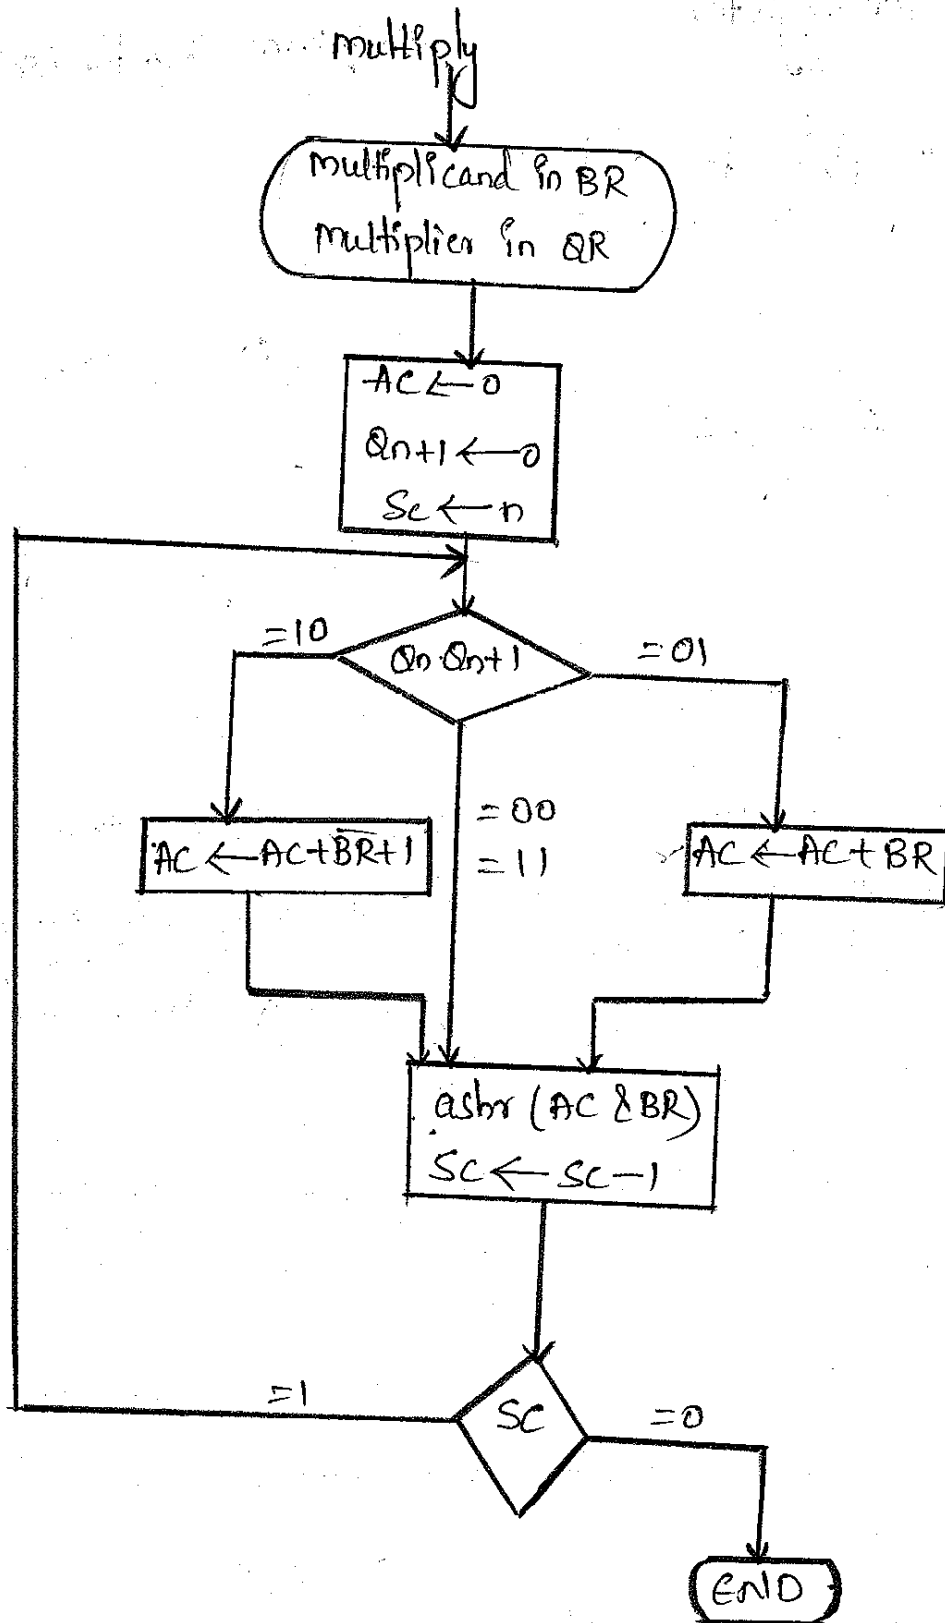 multiply
multiplicand in BR
multiplier in QR
AC ← 0
Qn+1 ← 0
Sc ← n
=10
Qn Qn+1
=01
=00
=11
AC ← AC + B̅R̅ + 1
AC ← AC + BR
ashr (AC & BR)
SC ← SC - 1
=1
SC
=0
END